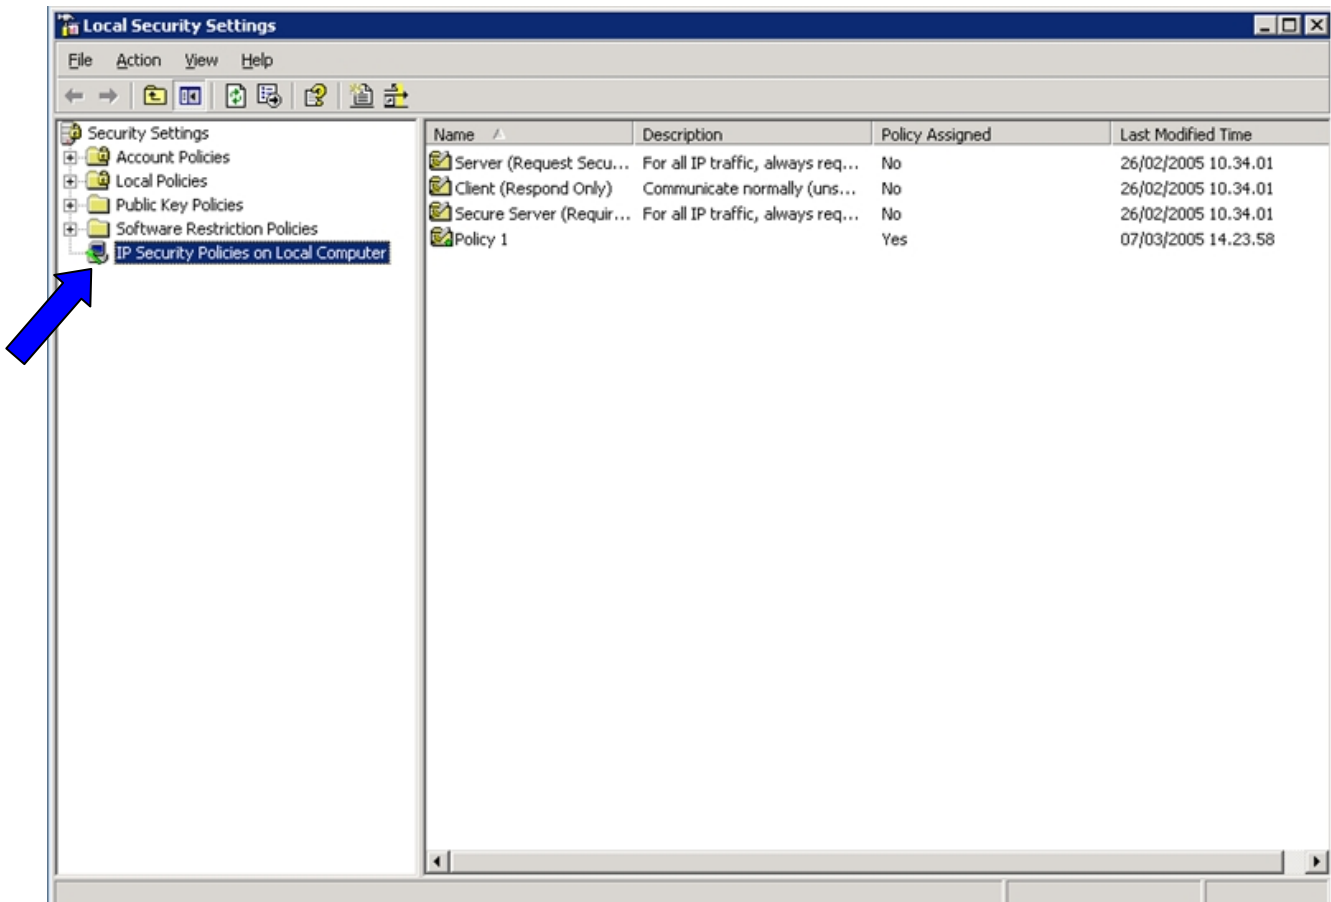 Local Security Settings
File Action View Help
Security Settings
Account Policies
Local Policies
Public Key Policies
Software Restriction Policies
IP Security Policies on Local Computer
Name Description Policy Assigned Last Modified Time
Server (Request Secu... For all IP traffic, always req... No 26/02/2005 10.34.01
Client (Respond Only) Communicate normally (uns... No 26/02/2005 10.34.01
Secure Server (Requir... For all IP traffic, always req... No 26/02/2005 10.34.01
Policy 1 Yes 07/03/2005 14.23.58